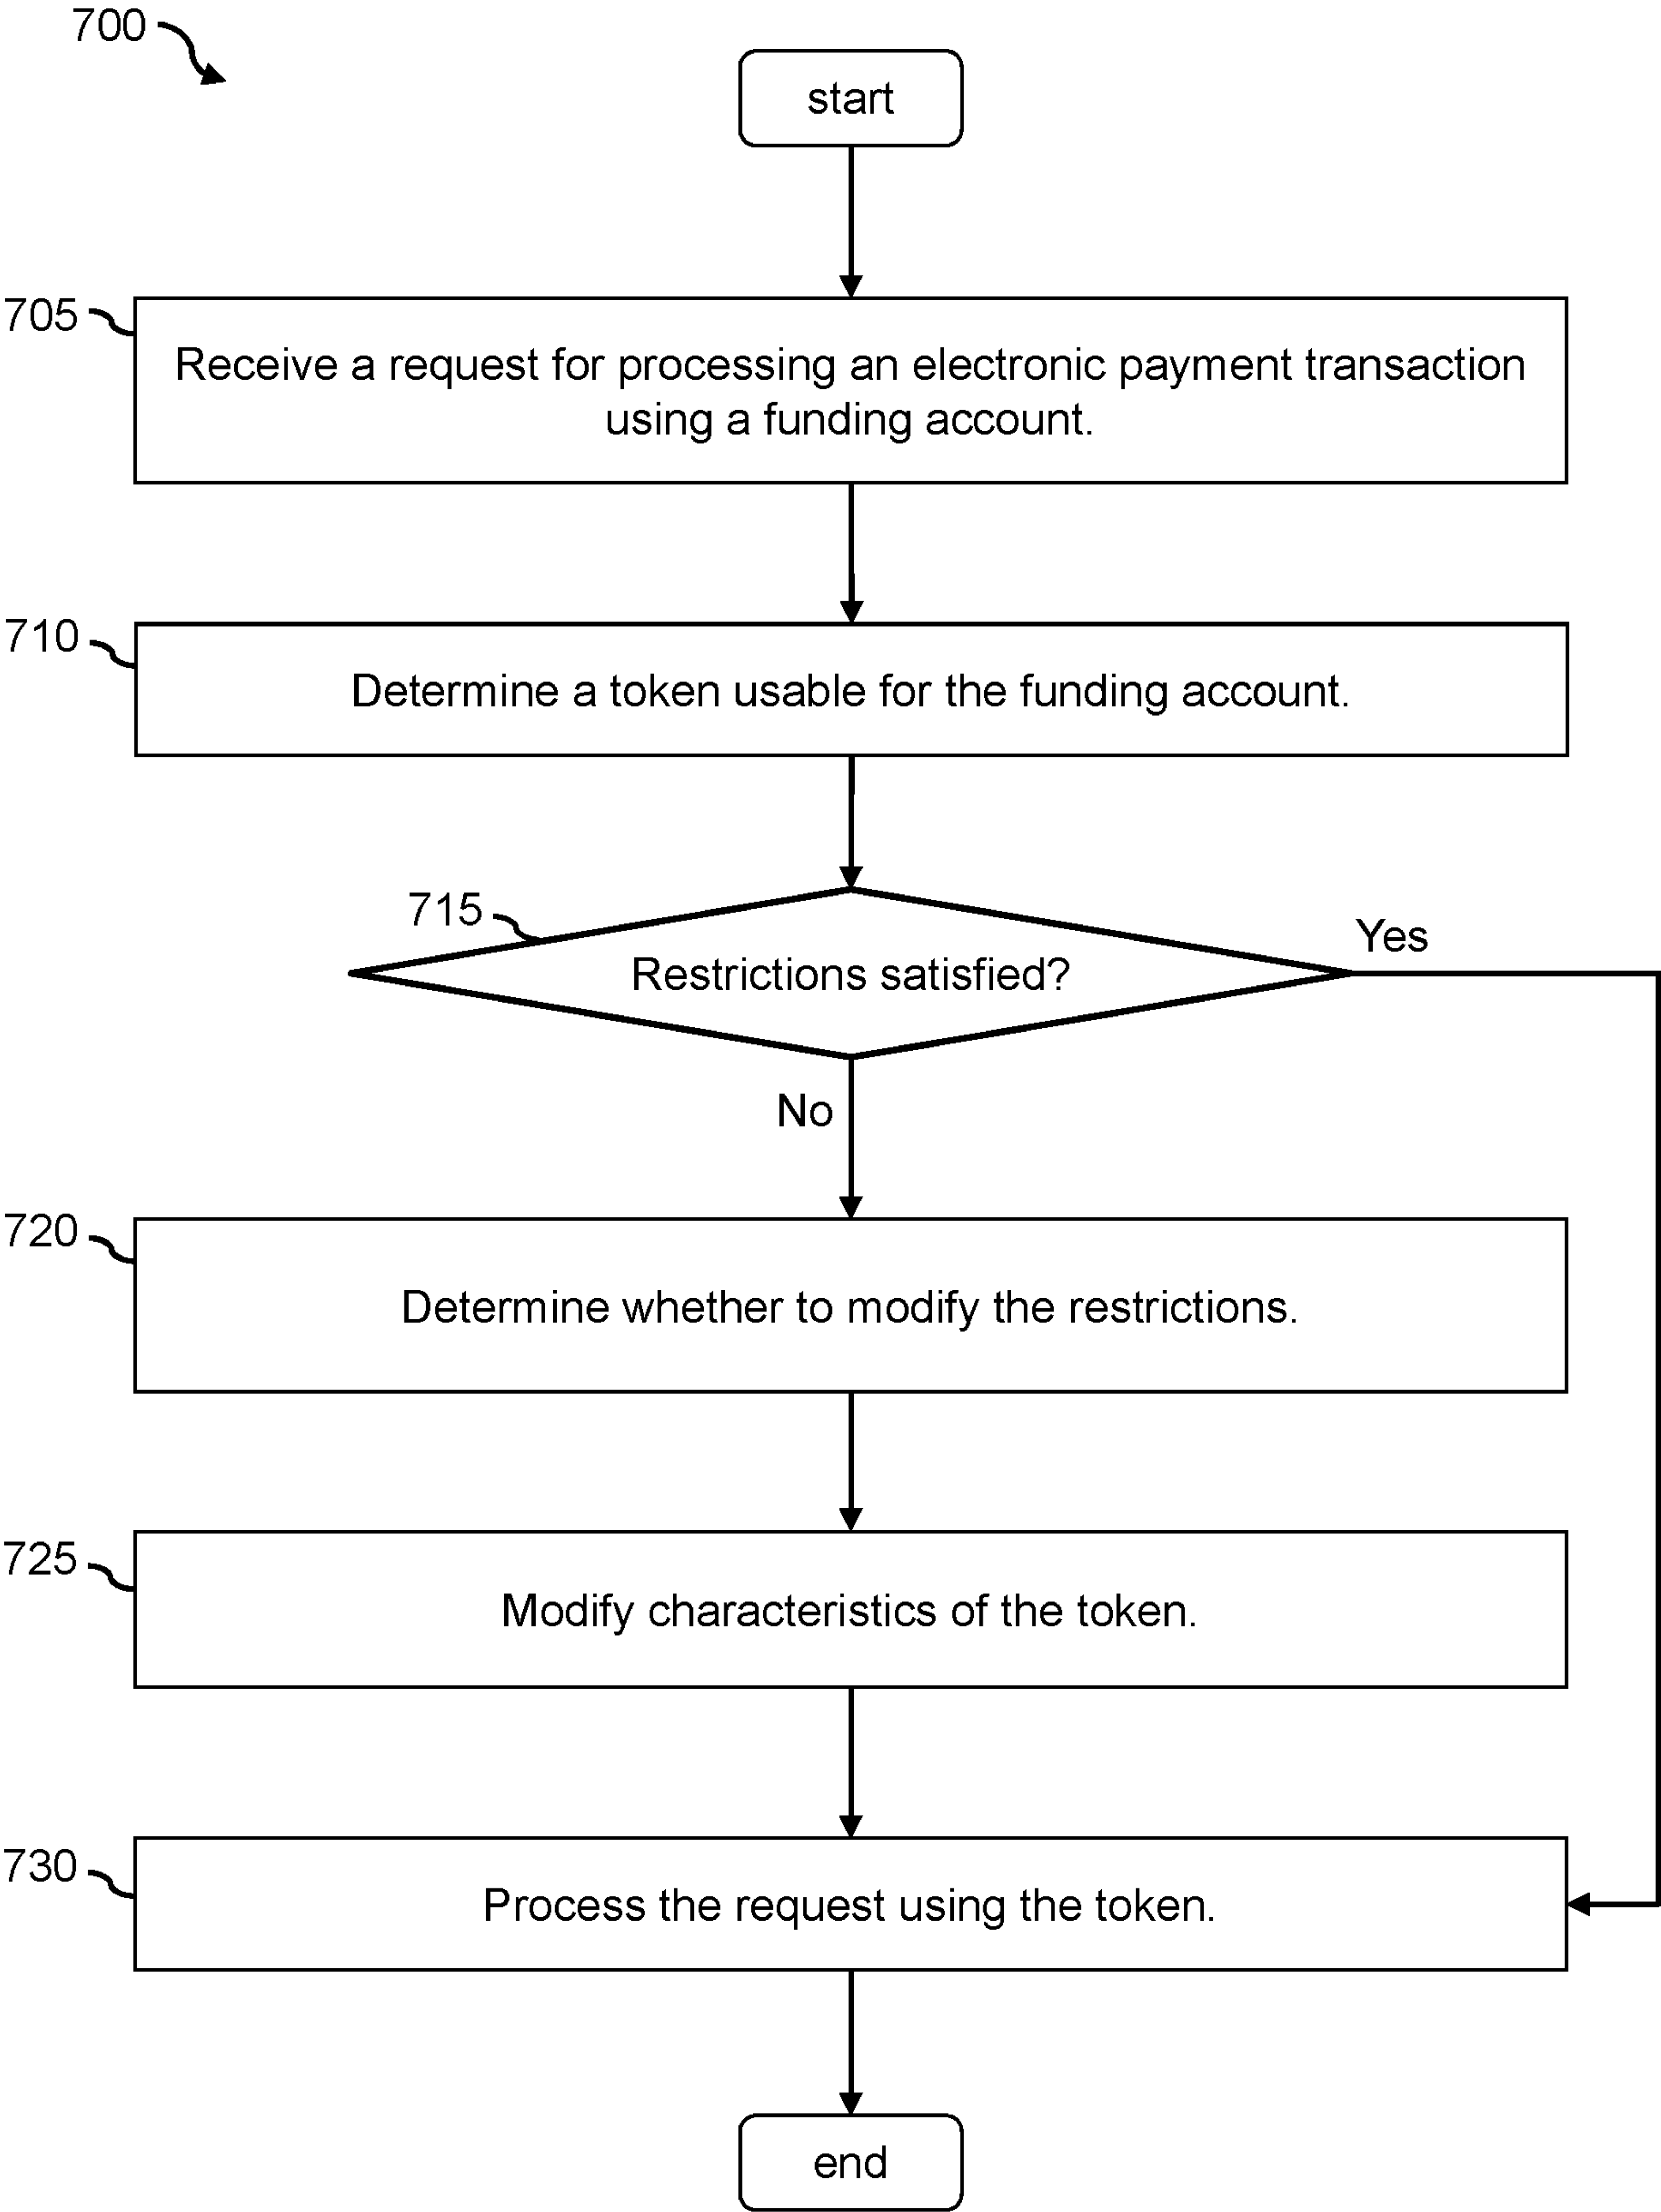 700
start
705
Receive a request for processing an electronic payment transaction
using a funding account.
710
Determine a token usable for the funding account.
715
Restrictions satisfied?
Yes
No
720
Determine whether to modify the restrictions.
725
Modify characteristics of the token.
730
Process the request using the token.
end